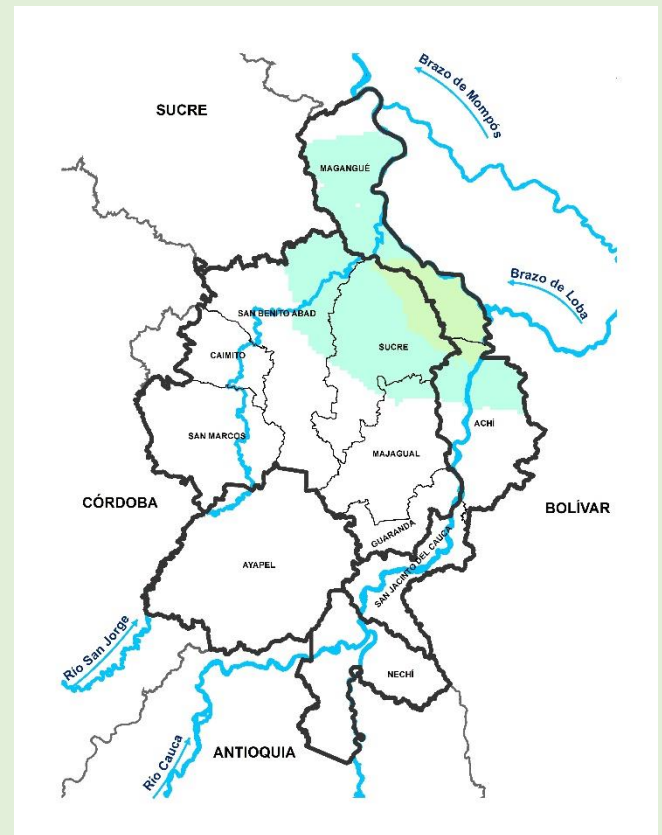 Brazo de Mompós
SUCRE
MAGANGUÉ
Brazo de Loba
SAN BENITO ABAD
SUCRE
CAIMITO
ACHÍ
SAN MARCOS
MAJAGUAL
CÓRDOBA
BOLÍVAR
GUARANDA
AYAPEL
SAN JACINTO DEL CAUCA
Río San Jorge
NECHÍ
ANTIOQUIA
Río Cauca